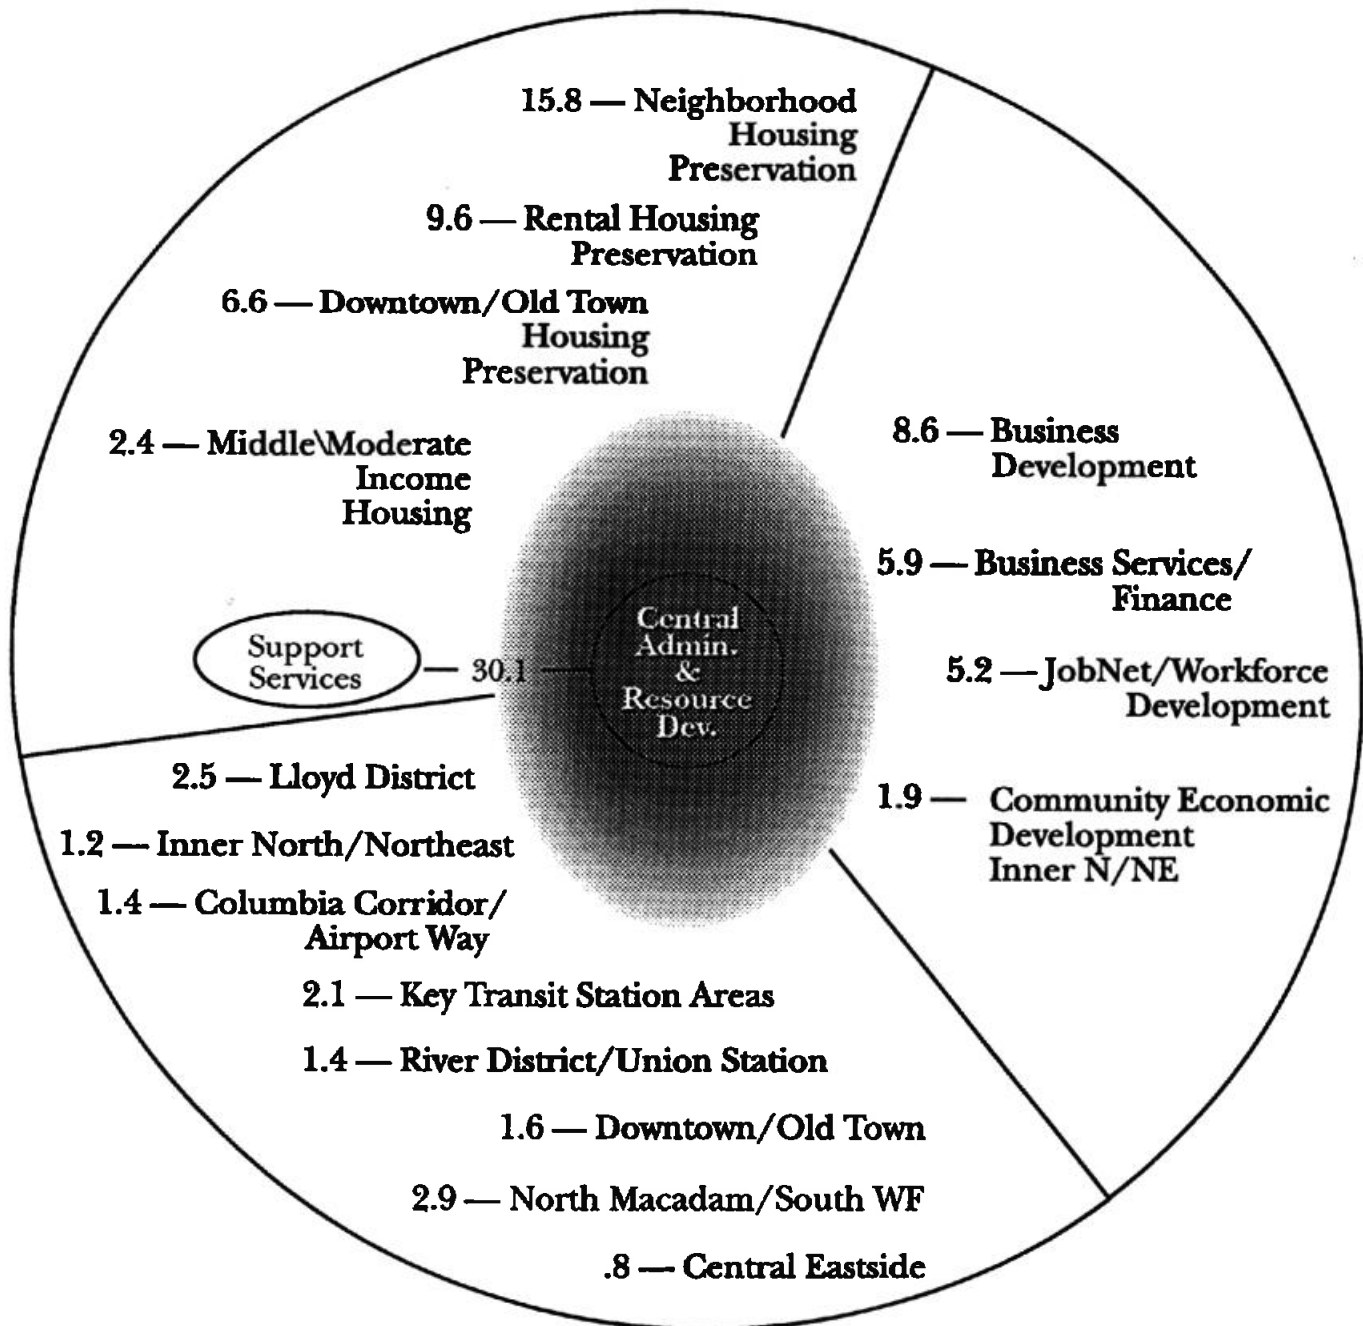 15.8 — Neighborhood
Housing
Preservation
9.6 — Rental Housing
Preservation
6.6 — Downtown/Old Town
Housing
Preservation
2.4 — Middle\Moderate
Income
Housing
8.6 — Business
Development
5.9 — Business Services/
Finance
5.2 — JobNet/Workforce
Development
1.9 — Community Economic
Development
Inner N/NE
Support
Services
— 30.1 —
Central
Admin.
&
Resource
Dev.
2.5 — Lloyd District
1.2 — Inner North/Northeast
1.4 — Columbia Corridor/
Airport Way
2.1 — Key Transit Station Areas
1.4 — River District/Union Station
1.6 — Downtown/Old Town
2.9 — North Macadam/South WF
.8 — Central Eastside